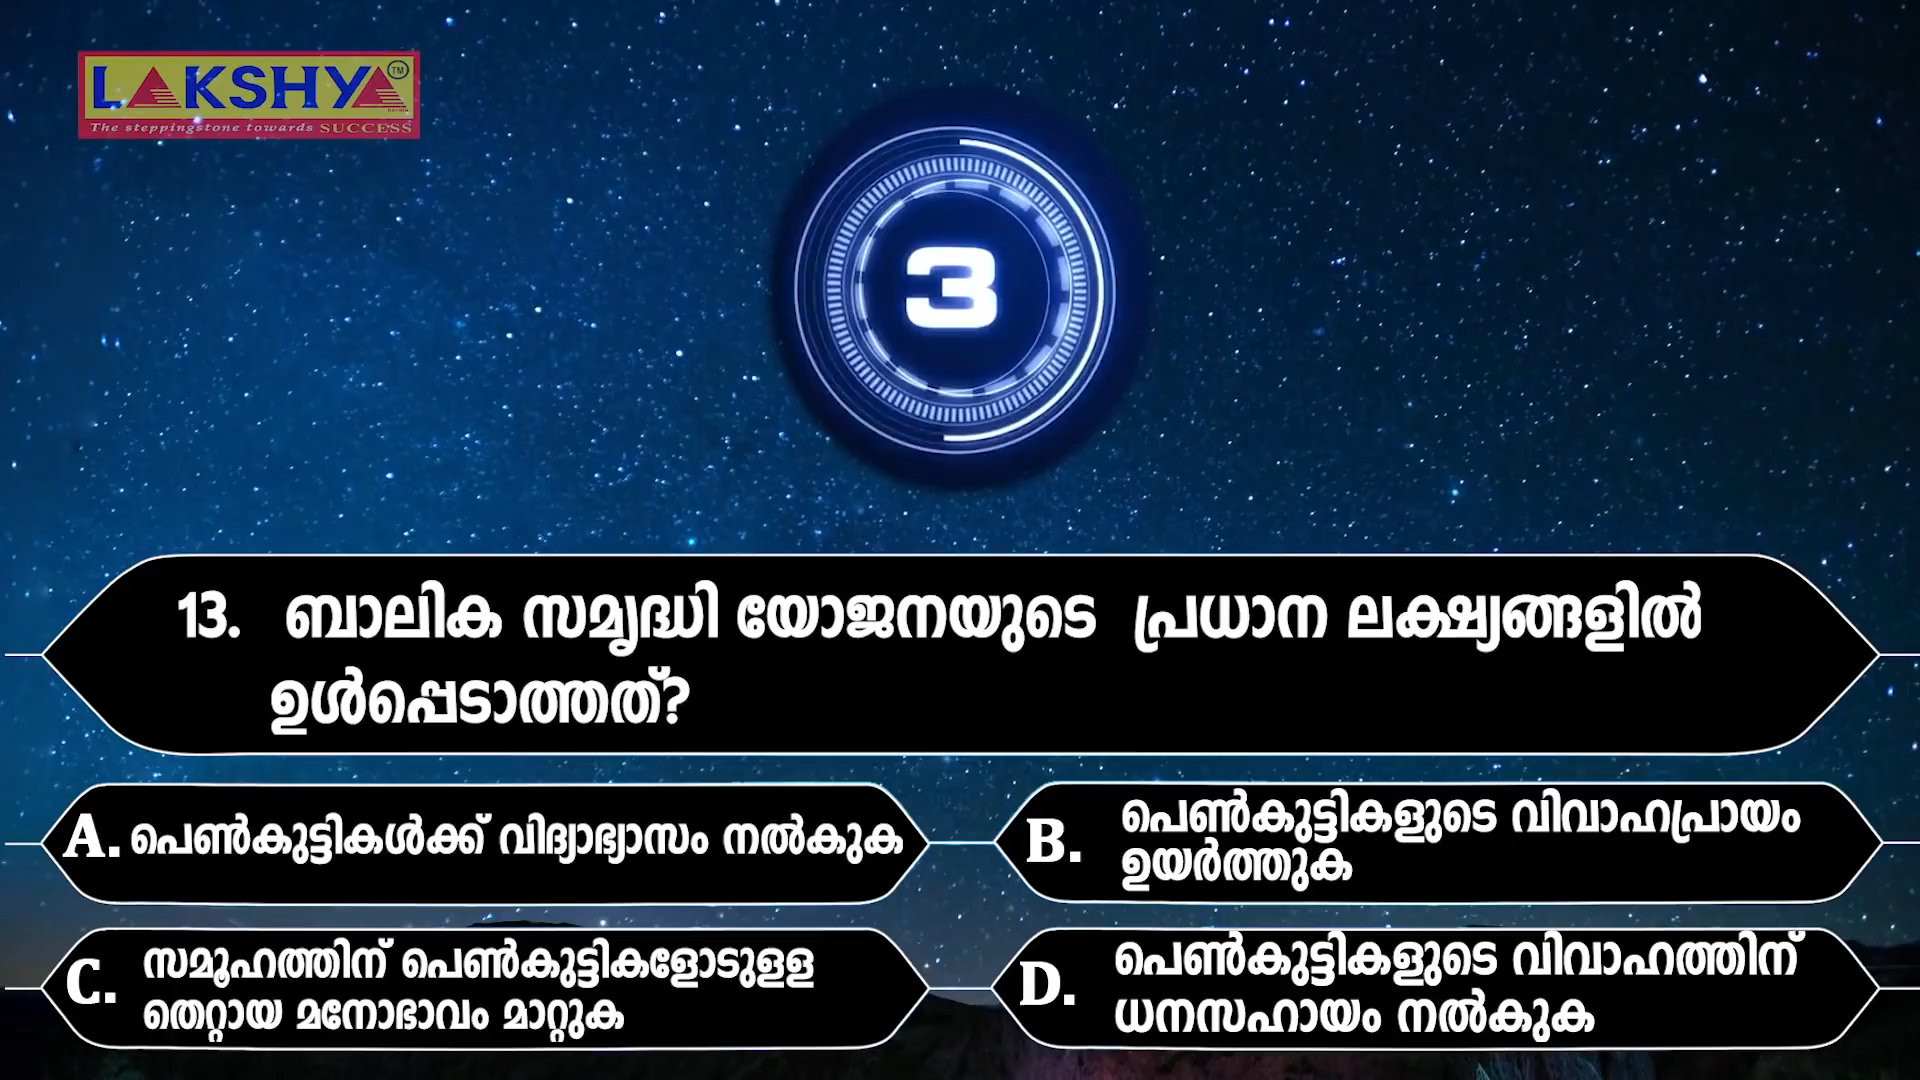 LAKSHYA TM
The steppingstone towards SUCCESS
3
13. ബാലിക സമൃദ്ധി യോജനയുടെ പ്രധാന ലക്ഷ്യങ്ങളിൽ
ഉൾപ്പെടാത്തത്?
A. പെൺകുട്ടികൾക്ക് വിദ്യാഭ്യാസം നൽകുക
B. പെൺകുട്ടികളുടെ വിവാഹപ്രായം
ഉയർത്തുക
C. സമൂഹത്തിന് പെൺകുട്ടികളോടുളള
തെറ്റായ മനോഭാവം മാറ്റുക
D. പെൺകുട്ടികളുടെ വിവാഹത്തിന്
ധനസഹായം നൽകുക